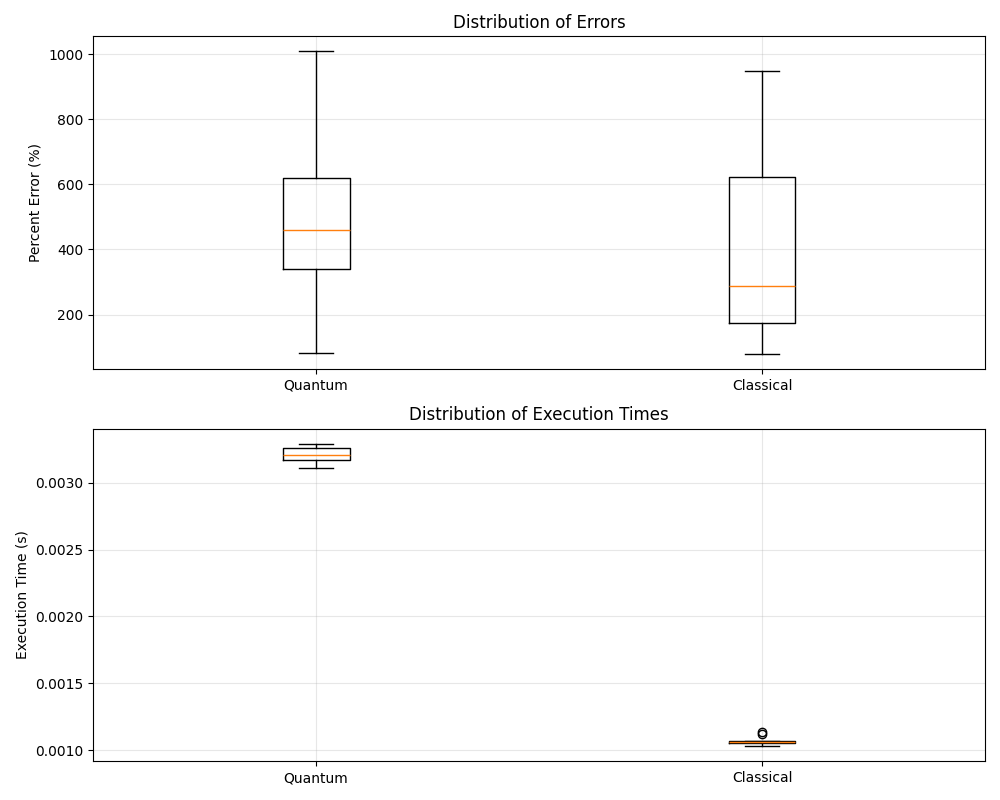 Distribution of Errors
Percent Error (%)
1000
800
600
400
200
Quantum Classical
Distribution of Execution Times
Execution Time (s)
0.0030
0.0025
0.0020
0.0015
0.0010
Quantum Classical